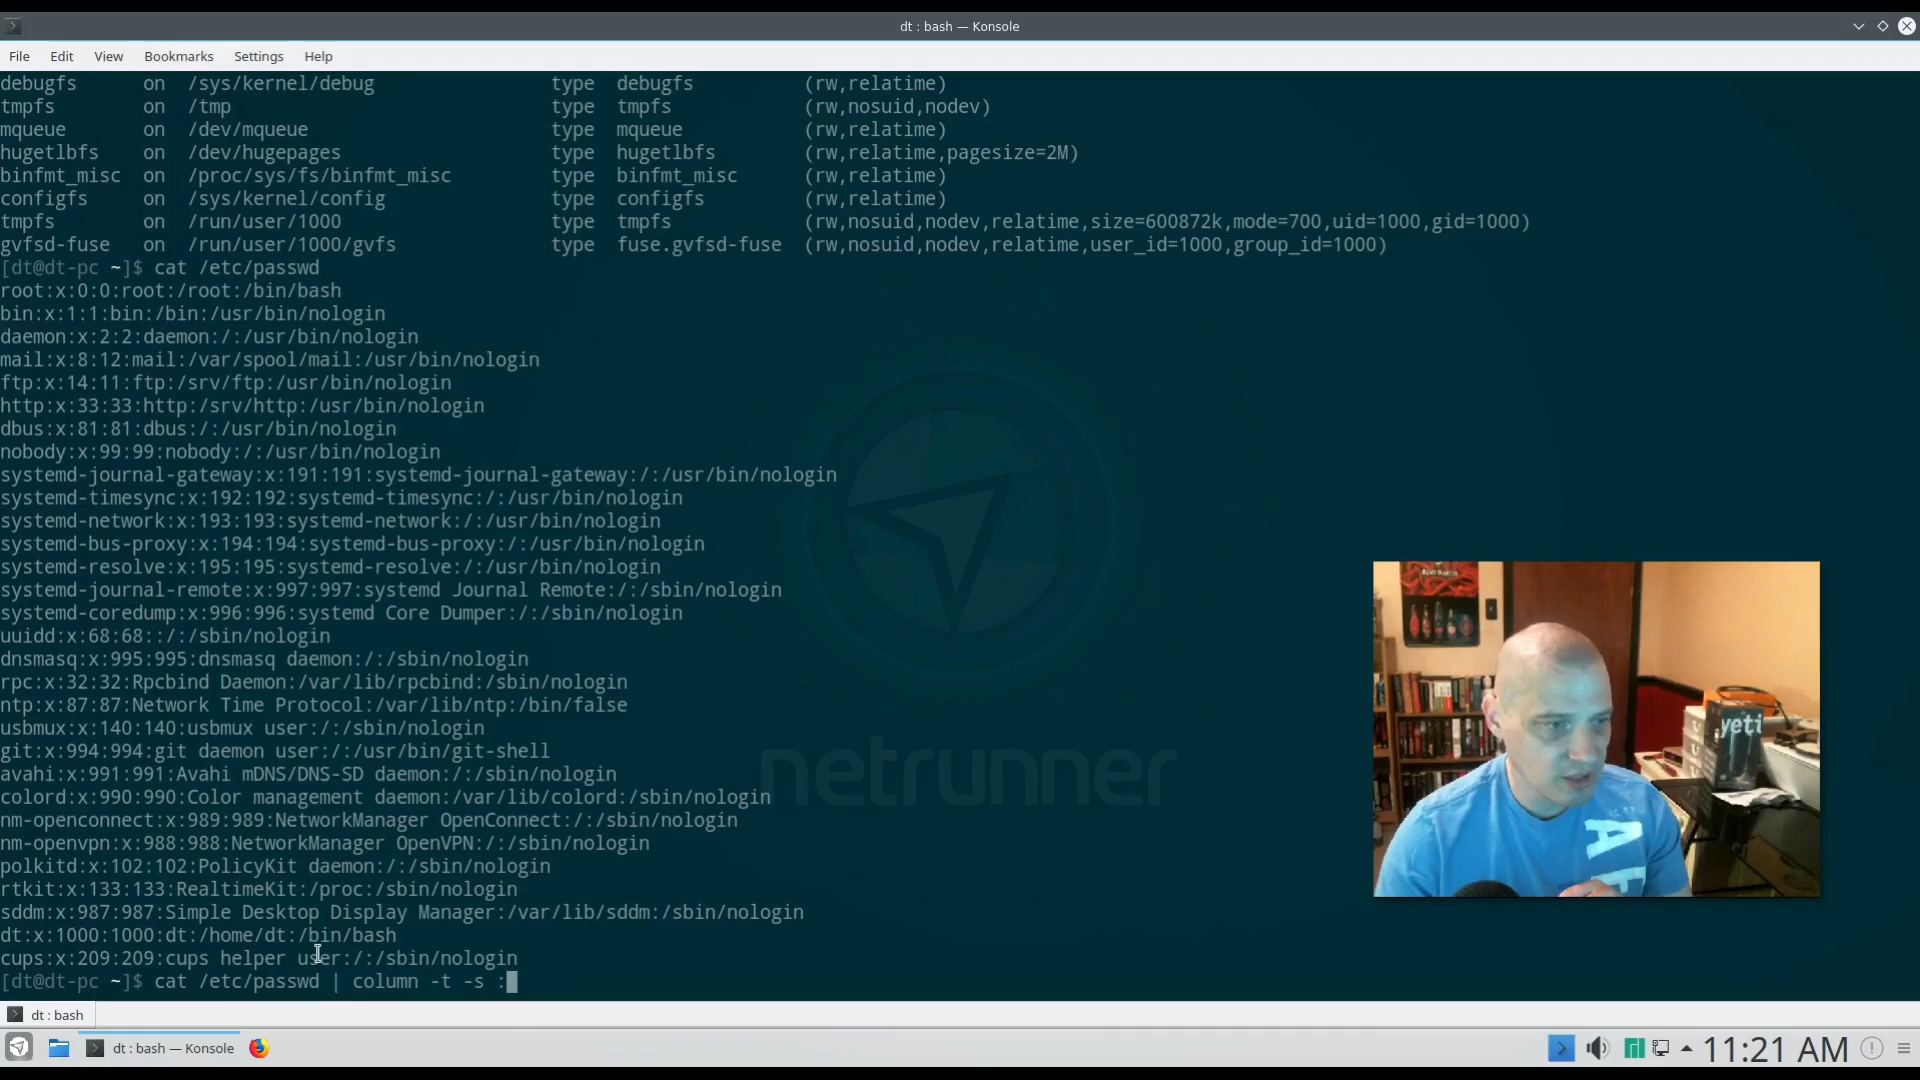 dt : bash — Konsole
File Edit View Bookmarks Settings Help
debugfs on /sys/kernel/debug type debugfs (rw,relatime)
tmpfs on /tmp type tmpfs (rw,nosuid,nodev)
mqueue on /dev/mqueue type mqueue (rw,relatime)
hugetlbfs on /dev/hugepages type hugetlbfs (rw,relatime,pagesize=2M)
binfmt_misc on /proc/sys/fs/binfmt_misc type binfmt_misc (rw,relatime)
configfs on /sys/kernel/config type configfs (rw,relatime)
tmpfs on /run/user/1000 type tmpfs (rw,nosuid,nodev,relatime,size=600872k,mode=700,uid=1000,gid=1000)
gvfsd-fuse on /run/user/1000/gvfs type fuse.gvfsd-fuse (rw,nosuid,nodev,relatime,user_id=1000,group_id=1000)
[dt@dt-pc ~]$ cat /etc/passwd
root:x:0:0:root:/root:/bin/bash
bin:x:1:1:bin:/bin:/usr/bin/nologin
daemon:x:2:2:daemon:/:/usr/bin/nologin
mail:x:8:12:mail:/var/spool/mail:/usr/bin/nologin
ftp:x:14:11:ftp:/srv/ftp:/usr/bin/nologin
http:x:33:33:http:/srv/http:/usr/bin/nologin
dbus:x:81:81:dbus:/:/usr/bin/nologin
nobody:x:99:99:nobody:/:/usr/bin/nologin
systemd-journal-gateway:x:191:191:systemd-journal-gateway:/:/usr/bin/nologin
systemd-timesync:x:192:192:systemd-timesync:/:/usr/bin/nologin
systemd-network:x:193:193:systemd-network:/:/usr/bin/nologin
systemd-bus-proxy:x:194:194:systemd-bus-proxy:/:/usr/bin/nologin
systemd-resolve:x:195:195:systemd-resolve:/:/usr/bin/nologin
systemd-journal-remote:x:997:997:systemd Journal Remote:/:/sbin/nologin
systemd-coredump:x:996:996:systemd Core Dumper:/:/sbin/nologin
uuidd:x:68:68::/:/sbin/nologin
dnsmasq:x:995:995:dnsmasq daemon:/:/sbin/nologin
rpc:x:32:32:Rpcbind Daemon:/var/lib/rpcbind:/sbin/nologin
ntp:x:87:87:Network Time Protocol:/var/lib/ntp:/bin/false
usbmux:x:140:140:usbmux user:/:/sbin/nologin
git:x:994:994:git daemon user:/:/usr/bin/git-shell
avahi:x:991:991:Avahi mDNS/DNS-SD daemon:/:/sbin/nologin
colord:x:990:990:Color management daemon:/var/lib/colord:/sbin/nologin
nm-openconnect:x:989:989:NetworkManager OpenConnect:/:/sbin/nologin
nm-openvpn:x:988:988:NetworkManager OpenVPN:/:/sbin/nologin
polkitd:x:102:102:PolicyKit daemon:/:/sbin/nologin
rtkit:x:133:133:RealtimeKit:/proc:/sbin/nologin
sddm:x:987:987:Simple Desktop Display Manager:/var/lib/sddm:/sbin/nologin
dt:x:1000:1000:dt:/home/dt:/bin/bash
cups:x:209:209:cups helper user:/:/sbin/nologin
[dt@dt-pc ~]$ cat /etc/passwd | column -t -s :
netrunner
yeti
dt : bash
dt : bash — Konsole
11:21 AM